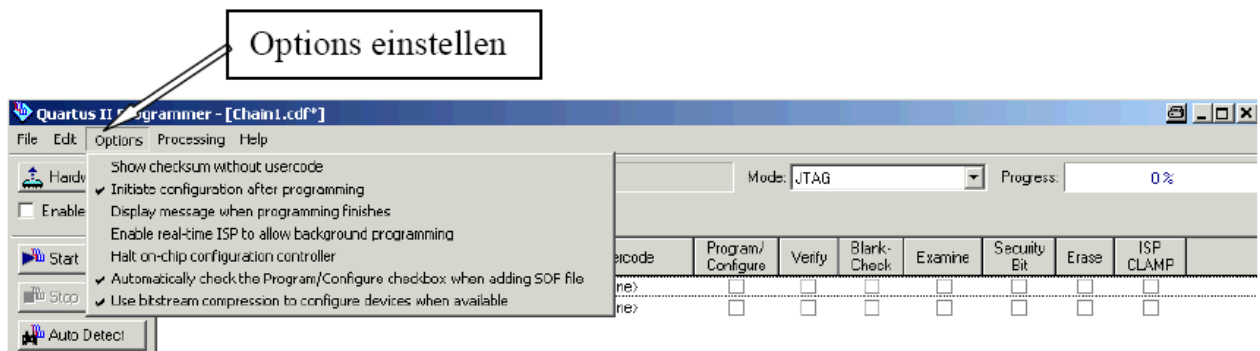 Options einstellen
Quartus II Programmer - [Chain1.cdf*]
File Edit Options Processing Help
Show checksum without usercode
Initiate configuration after programming
Display message when programming finishes
Enable real-time ISP to allow background programming
Halt on-chip configuration controller
Automatically check the Program/Configure checkbox when adding SOF file
Use bitstream compression to configure devices when available
Mode: JTAG Progress: 0 %
Enable
Start
Stop
Auto Detect
Program/
Configure
Verify
Blank-
Check
Examine
Security
Bit
Erase
ISP
CLAMP